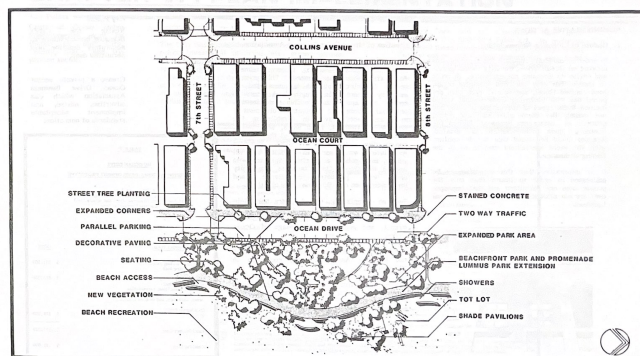 COLLINS AVENUE
7th STREET
8th STREET
OCEAN COURT
STREET TREE PLANTING
EXPANDED CORNERS
PARALLEL PARKING
DECORATIVE PAVING
SEATING
BEACH ACCESS
NEW VEGETATION
BEACH RECREATION
OCEAN DRIVE
STAINED CONCRETE
TWO WAY TRAFFIC
EXPANDED PARK AREA
BEACHFRONT PARK AND PROMENADE
LUMMUS PARK EXTENSION
SHOWERS
TOT LOT
SHADE PAVILIONS